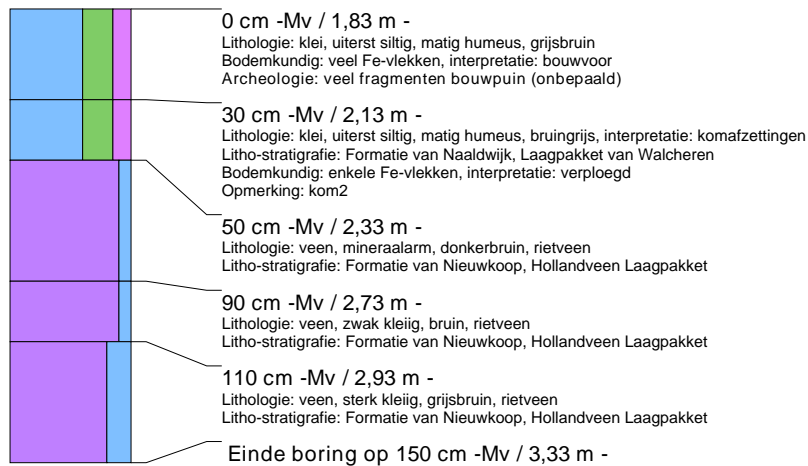 0 cm -Mv / 1,83 m -
Lithologie: klei, uiterst siltig, matig humeus, grijsbruin
Bodemkundig: veel Fe-vlekken, interpretatie: bouwvoor
Archeologie: veel fragmenten bouwpuin (onbepaald)
30 cm -Mv / 2,13 m -
Lithologie: klei, uiterst siltig, matig humeus, bruingrijs, interpretatie: komafzettingen
Litho-stratigrafie: Formatie van Naaldwijk, Laagpakket van Walcheren
Bodemkundig: enkele Fe-vlekken, interpretatie: verploegd
Opmerking: kom2
50 cm -Mv / 2,33 m -
Lithologie: veen, mineraalarm, donkerbruin, rietveen
Litho-stratigrafie: Formatie van Nieuwkoop, Hollandveen Laagpakket
90 cm -Mv / 2,73 m -
Lithologie: veen, zwak kleiig, bruin, rietveen
Litho-stratigrafie: Formatie van Nieuwkoop, Hollandveen Laagpakket
110 cm -Mv / 2,93 m -
Lithologie: veen, sterk kleiig, grijsbruin, rietveen
Litho-stratigrafie: Formatie van Nieuwkoop, Hollandveen Laagpakket
Einde boring op 150 cm -Mv / 3,33 m -